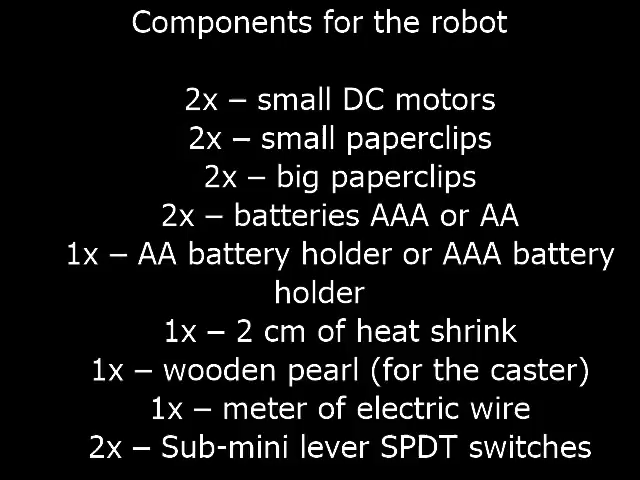 Components for the robot
2x – small DC motors
2x – small paperclips
2x – big paperclips
2x – batteries AAA or AA
1x – AA battery holder or AAA battery
holder
1x – 2 cm of heat shrink
1x – wooden pearl (for the caster)
1x – meter of electric wire
2x – Sub-mini lever SPDT switches